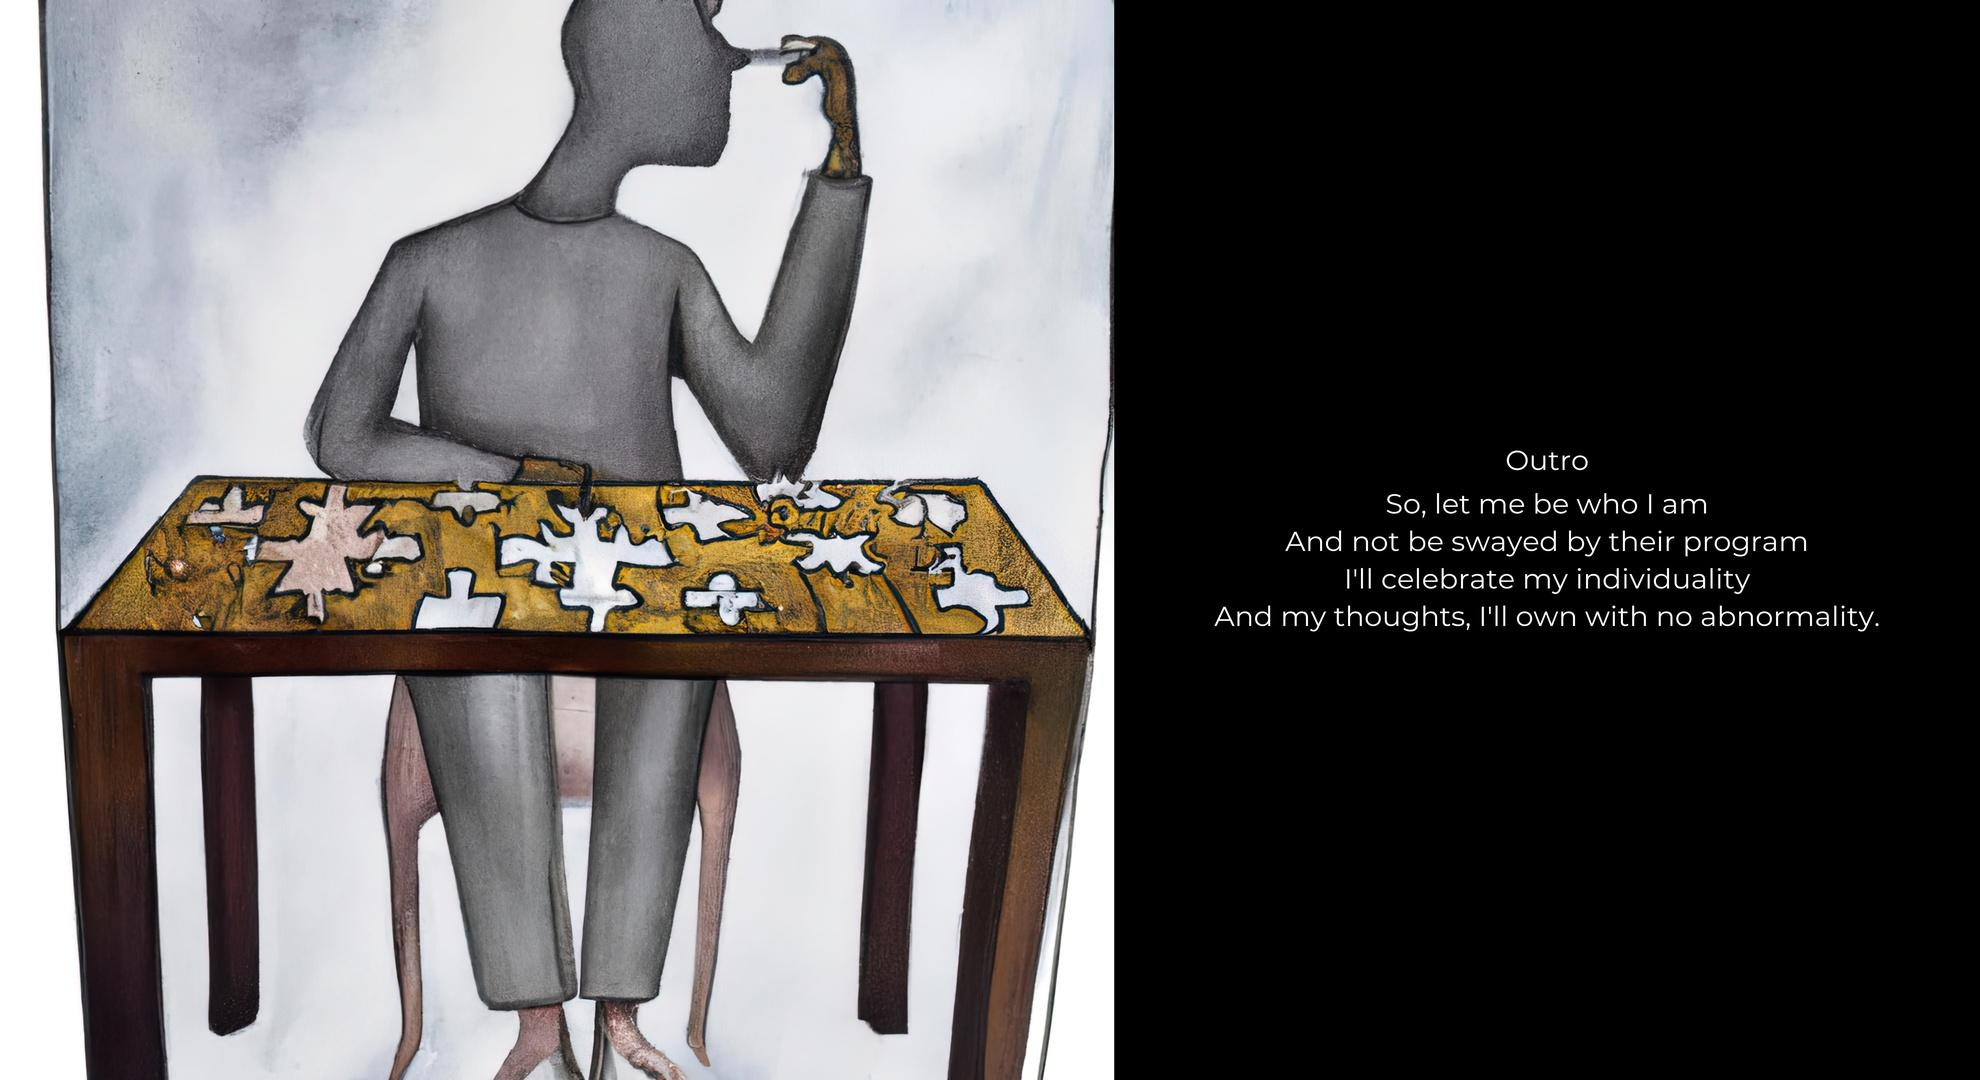 Outro
So, let me be who I am
And not be swayed by their program
I'll celebrate my individuality
And my thoughts, I'll own with no abnormality.